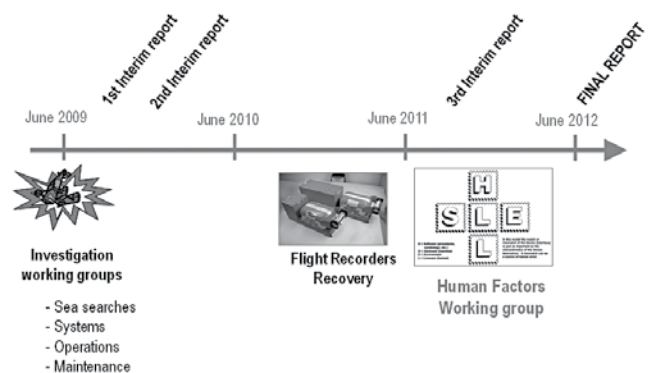 1st Interim report
2nd Interim report
3rd Interim report
FINAL REPORT
June 2009
June 2010
June 2011
June 2012
H
S L E
L
Investigation
working groups
- Sea searches
- Systems
- Operations
- Maintenance
Flight Recorders
Recovery
Human Factors
Working group